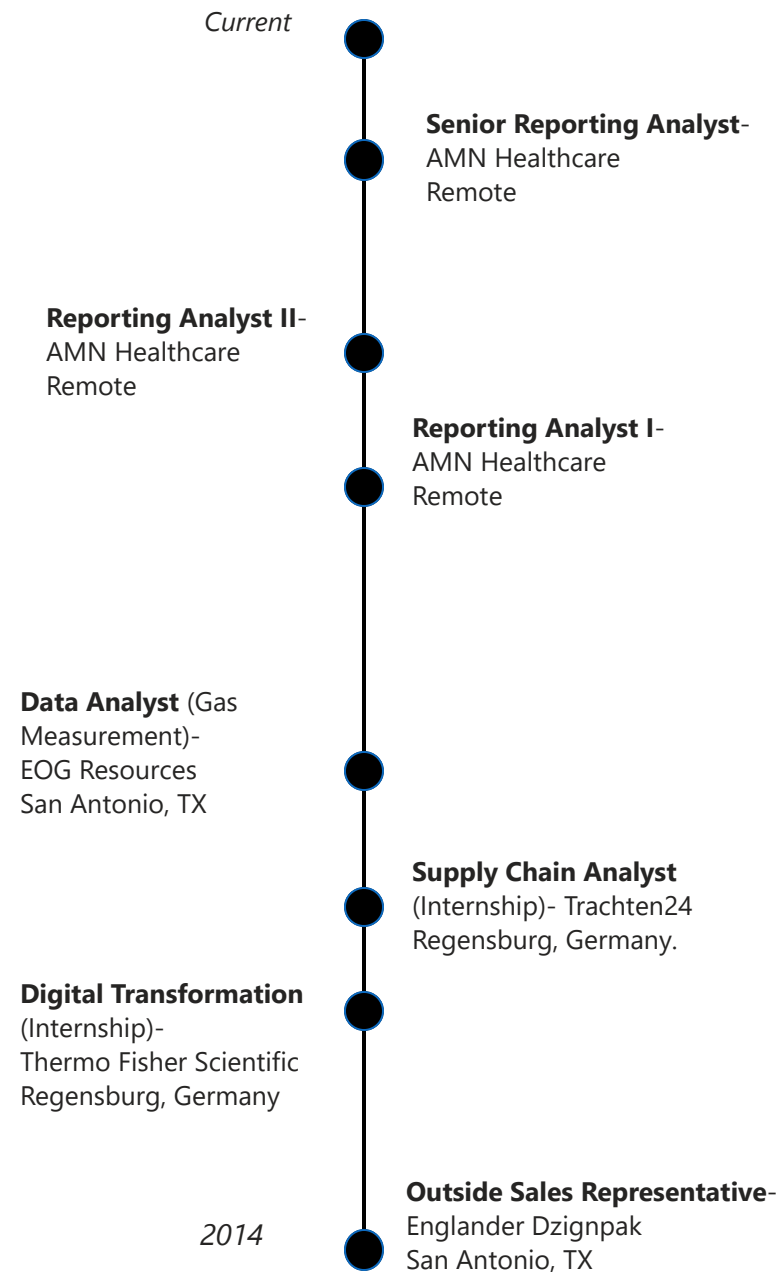 Current
Senior Reporting Analyst-
AMN Healthcare
Remote
Reporting Analyst II-
AMN Healthcare
Remote
Reporting Analyst I-
AMN Healthcare
Remote
Data Analyst (Gas
Measurement)-
EOG Resources
San Antonio, TX
Supply Chain Analyst
(Internship)- Trachten24
Regensburg, Germany.
Digital Transformation
(Internship)-
Thermo Fisher Scientific
Regensburg, Germany
Outside Sales Representative-
Englander Dzignpak
San Antonio, TX
2014